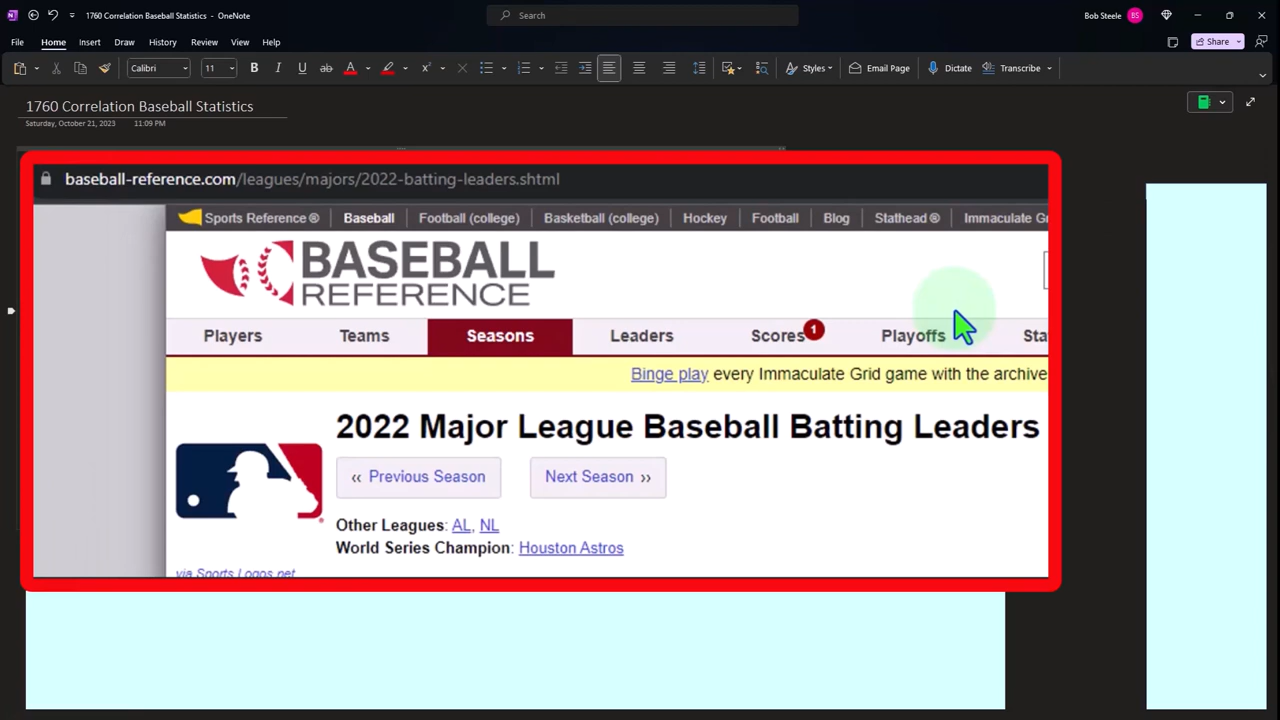 1760 Correlation Baseball Statistics - OneNote
Search
Bob Steele BS
File Home Insert Draw History Review View Help
Share
Calibri 11 B I U ab A x Styles Email Page Dictate Transcribe
1760 Correlation Baseball Statistics
Saturday, October 21, 2023 11:09 PM
baseball-reference.com/leagues/majors/2022-batting-leaders.shtml
Sports Reference ® Baseball Football (college) Basketball (college) Hockey Football Blog Stathead ® Immaculate Gr
BASEBALL
REFERENCE
Players Teams Seasons Leaders Scores 1 Playoffs Sta
Binge play every Immaculate Grid game with the archive
2022 Major League Baseball Batting Leaders
‹‹ Previous Season Next Season ››
Other Leagues: AL, NL
World Series Champion: Houston Astros
via Sports Logos.net